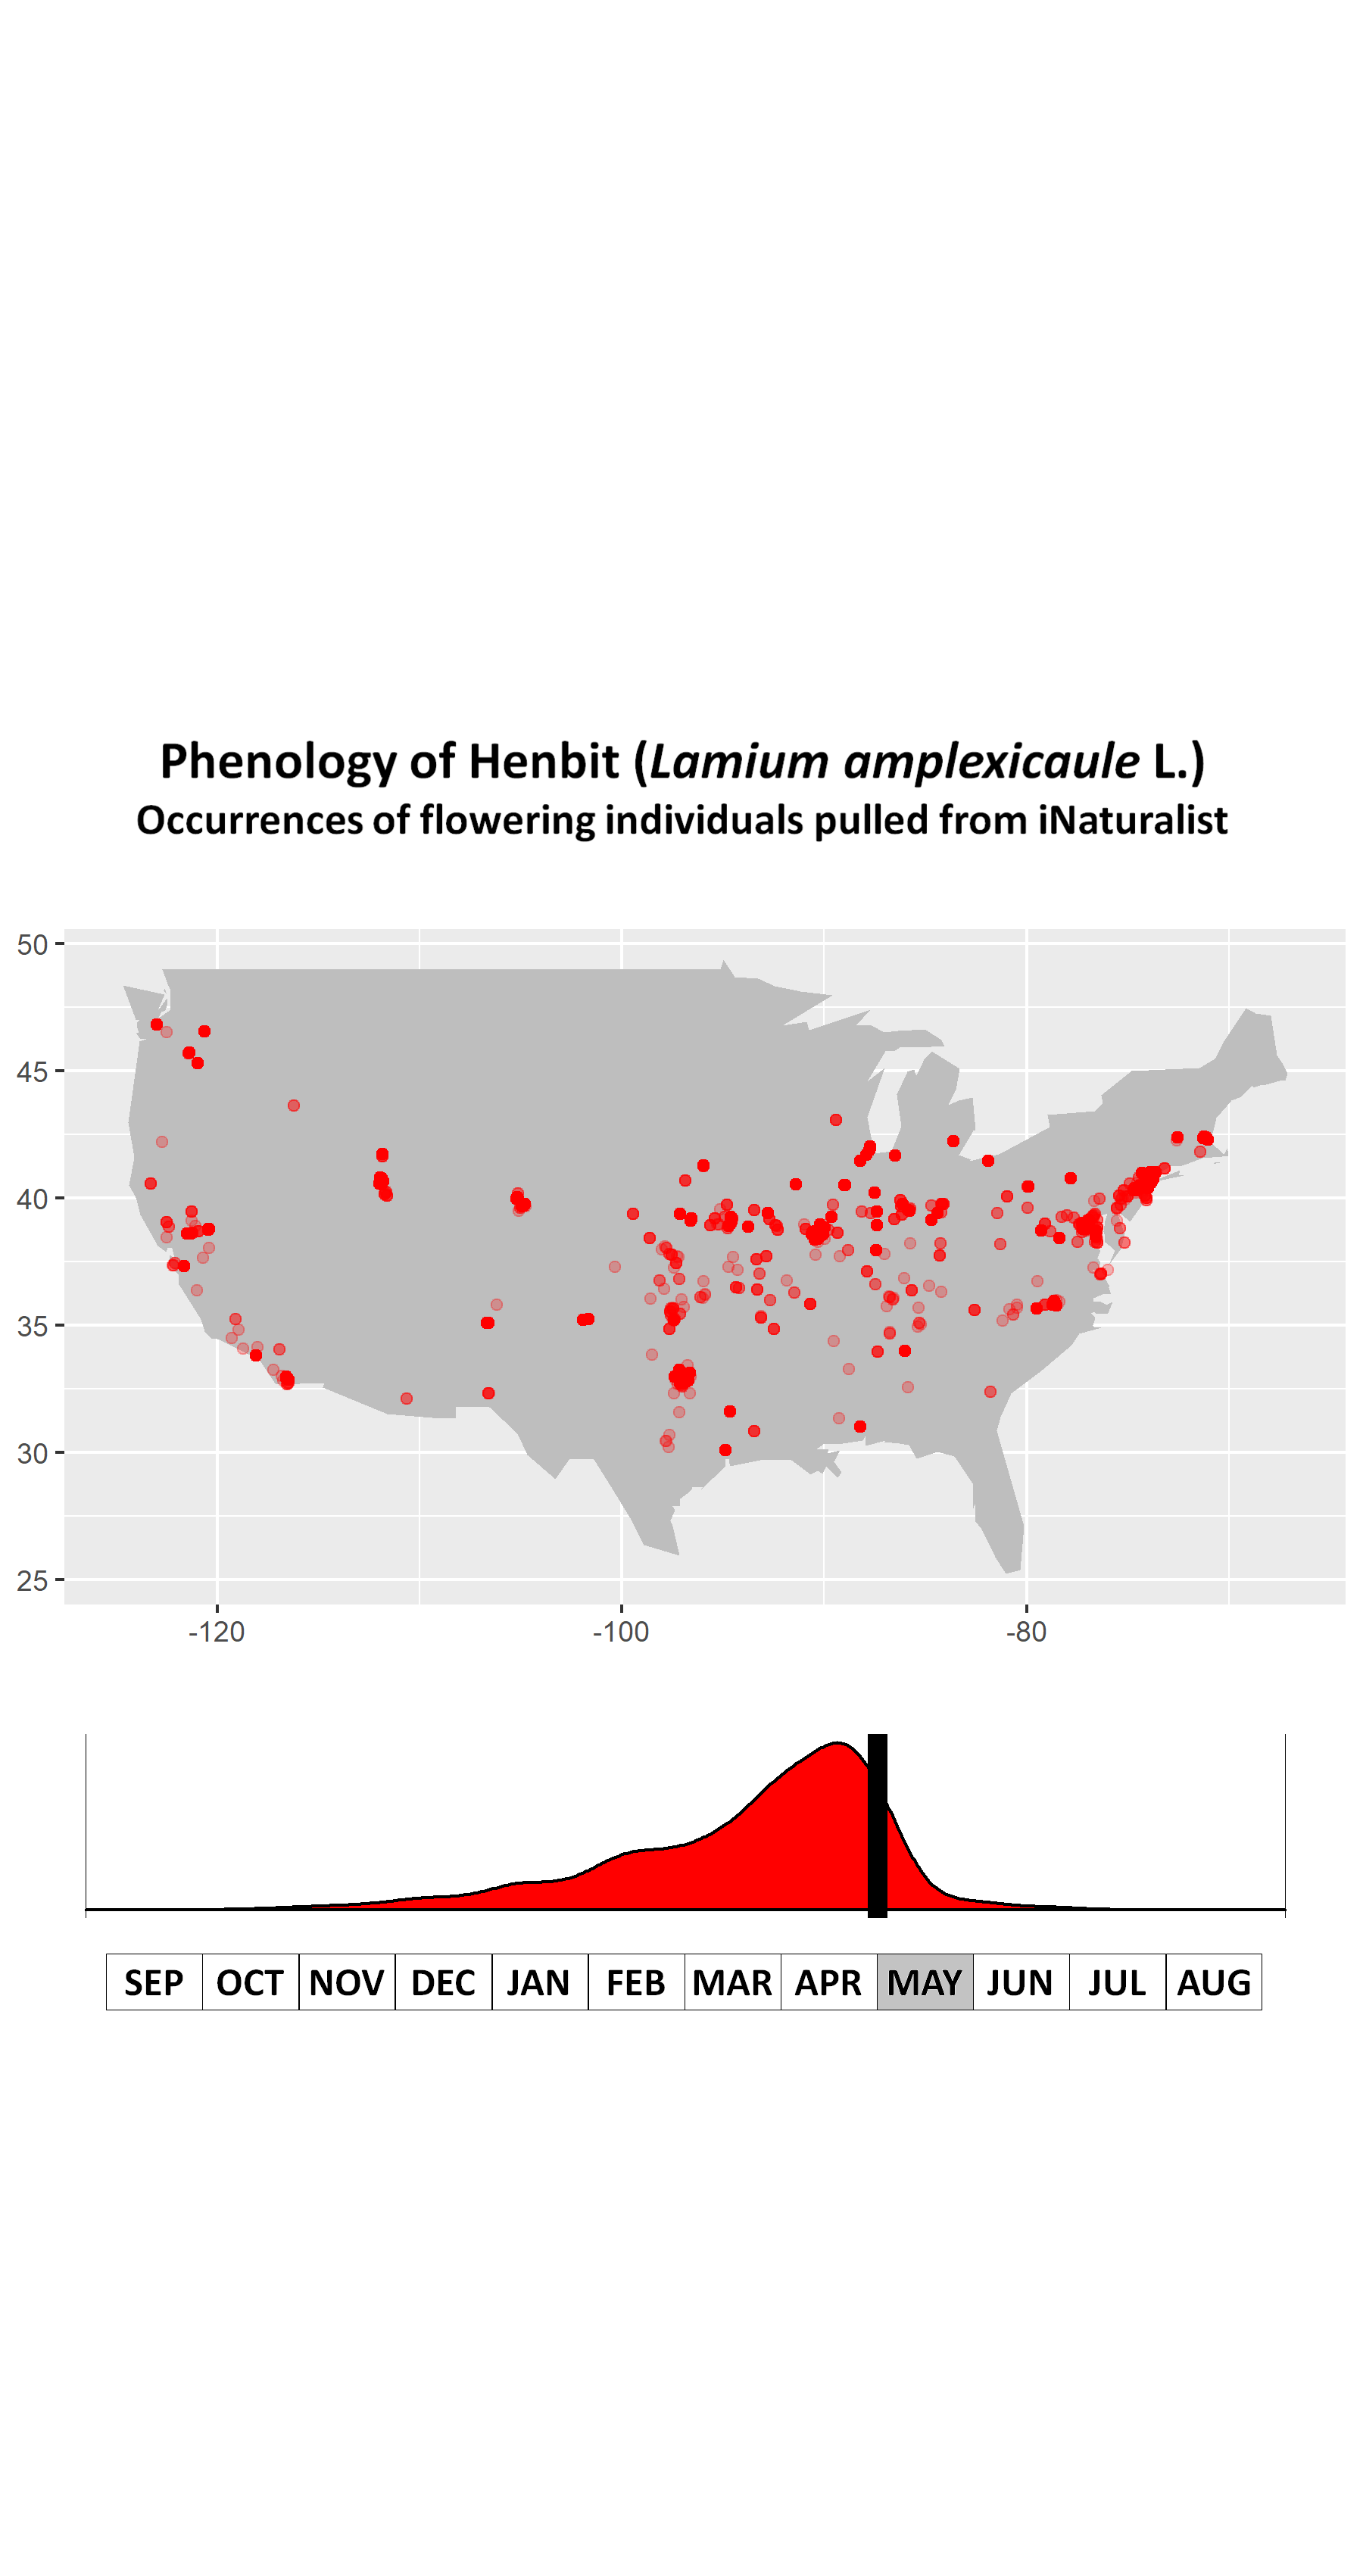 Phenology of Henbit (Lamium amplexicaule L.)
Occurrences of flowering individuals pulled from iNaturalist
50
45
40
35
30
25
-120 -100 -80
SEP OCT NOV DEC JAN FEB MAR APR MAY JUN JUL AUG